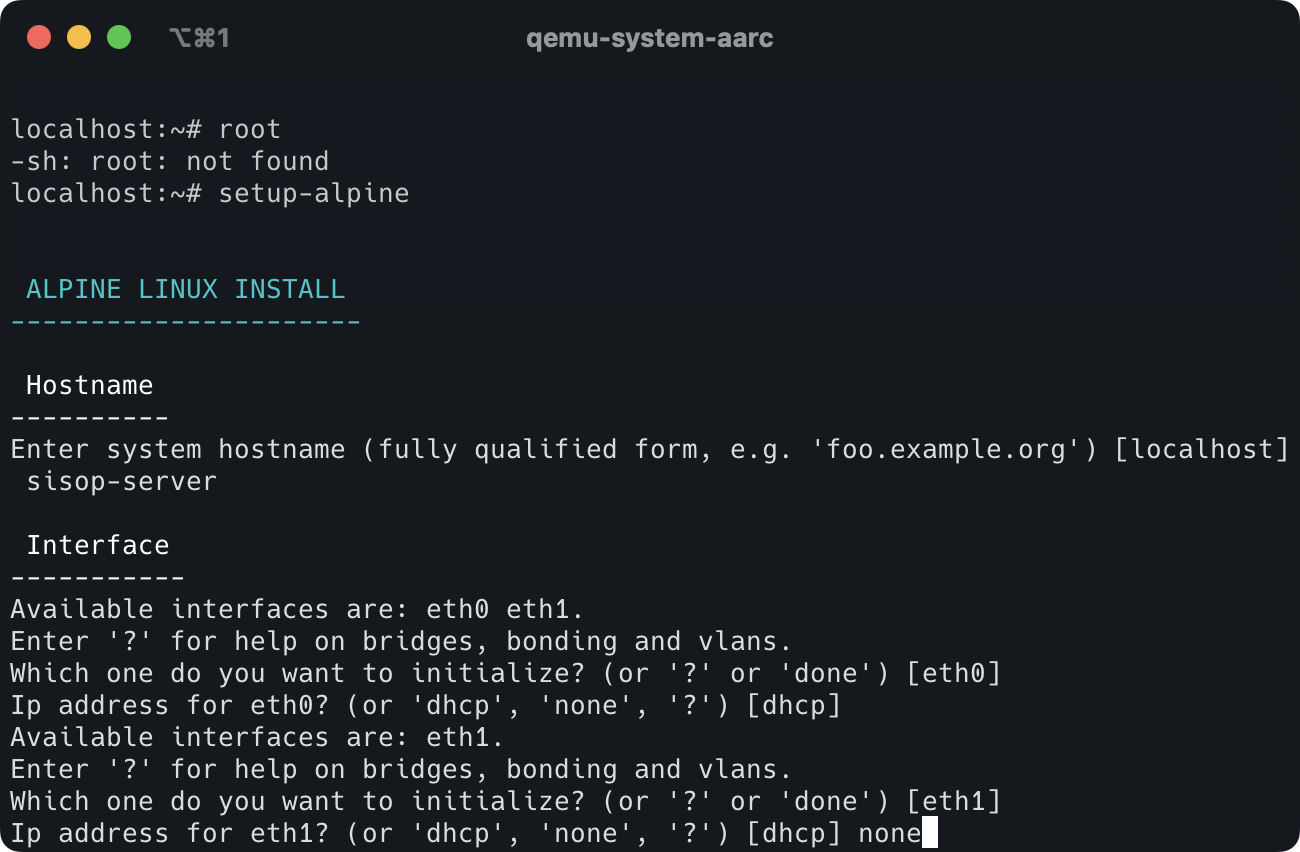 ⌥⌘1 qemu-system-aarc
localhost:~# root
-sh: root: not found
localhost:~# setup-alpine
ALPINE LINUX INSTALL
----------------------
Hostname
----------
Enter system hostname (fully qualified form, e.g. 'foo.example.org') [localhost]
sisop-server
Interface
-----------
Available interfaces are: eth0 eth1.
Enter '?' for help on bridges, bonding and vlans.
Which one do you want to initialize? (or '?' or 'done') [eth0]
Ip address for eth0? (or 'dhcp', 'none', '?') [dhcp]
Available interfaces are: eth1.
Enter '?' for help on bridges, bonding and vlans.
Which one do you want to initialize? (or '?' or 'done') [eth1]
Ip address for eth1? (or 'dhcp', 'none', '?') [dhcp] none